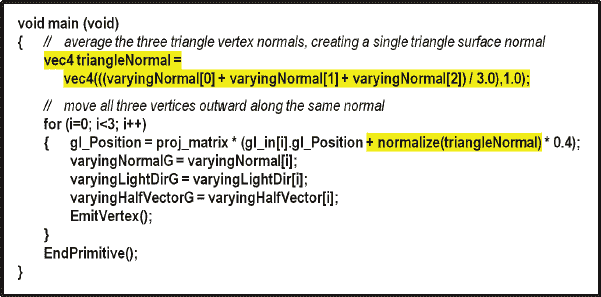 void main (void)
{ // average the three triangle vertex normals, creating a single triangle surface normal
vec4 triangleNormal =
vec4(((varyingNormal[0] + varyingNormal[1] + varyingNormal[2]) / 3.0),1.0);
// move all three vertices outward along the same normal
for (i=0; i<3; i++)
{ gl_Position = proj_matrix * (gl_in[i].gl_Position + normalize(triangleNormal) * 0.4);
varyingNormalG = varyingNormal[i];
varyingLightDirG = varyingLightDir[i];
varyingHalfVectorG = varyingHalfVector[i];
EmitVertex();
}
EndPrimitive();
}